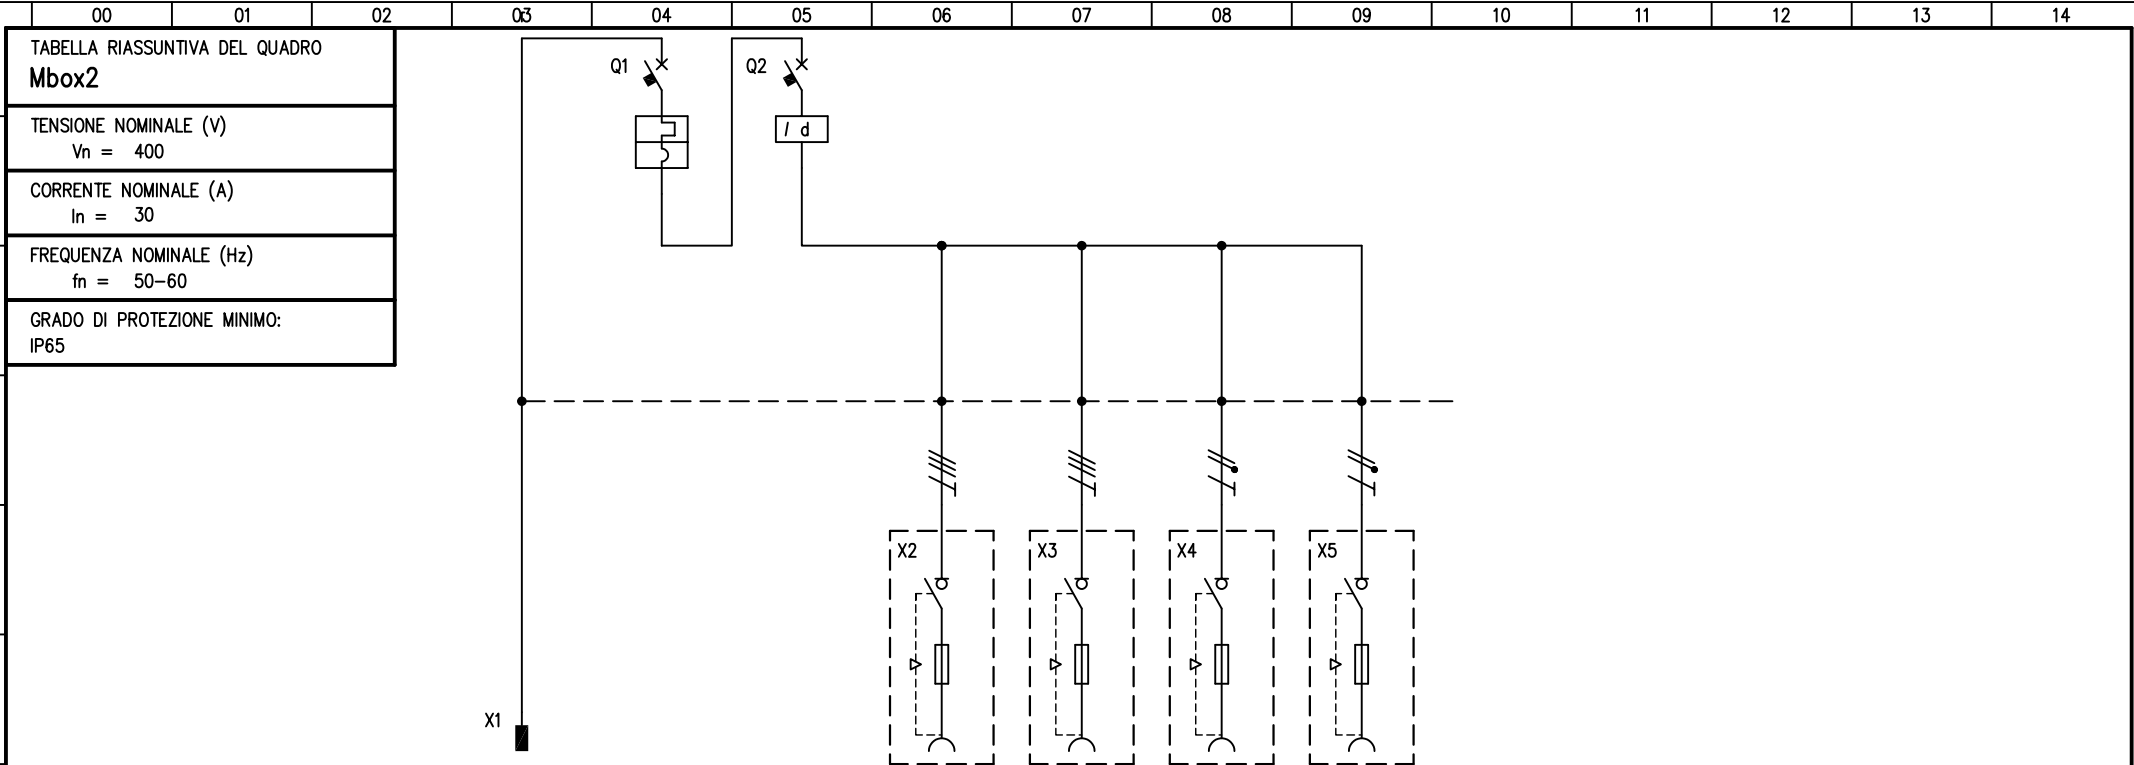 00 01 02 03 04 05 06 07 08 09 10 11 12 13 14
TABELLA RIASSUNTIVA DEL QUADRO
Mbox2
TENSIONE NOMINALE (V)
Vn = 400
CORRENTE NOMINALE (A)
In = 30
FREQUENZA NOMINALE (Hz)
fn = 50-60
GRADO DI PROTEZIONE MINIMO:
IP65
Q1
Q2
I d
X2
X3
X4
X5
X1